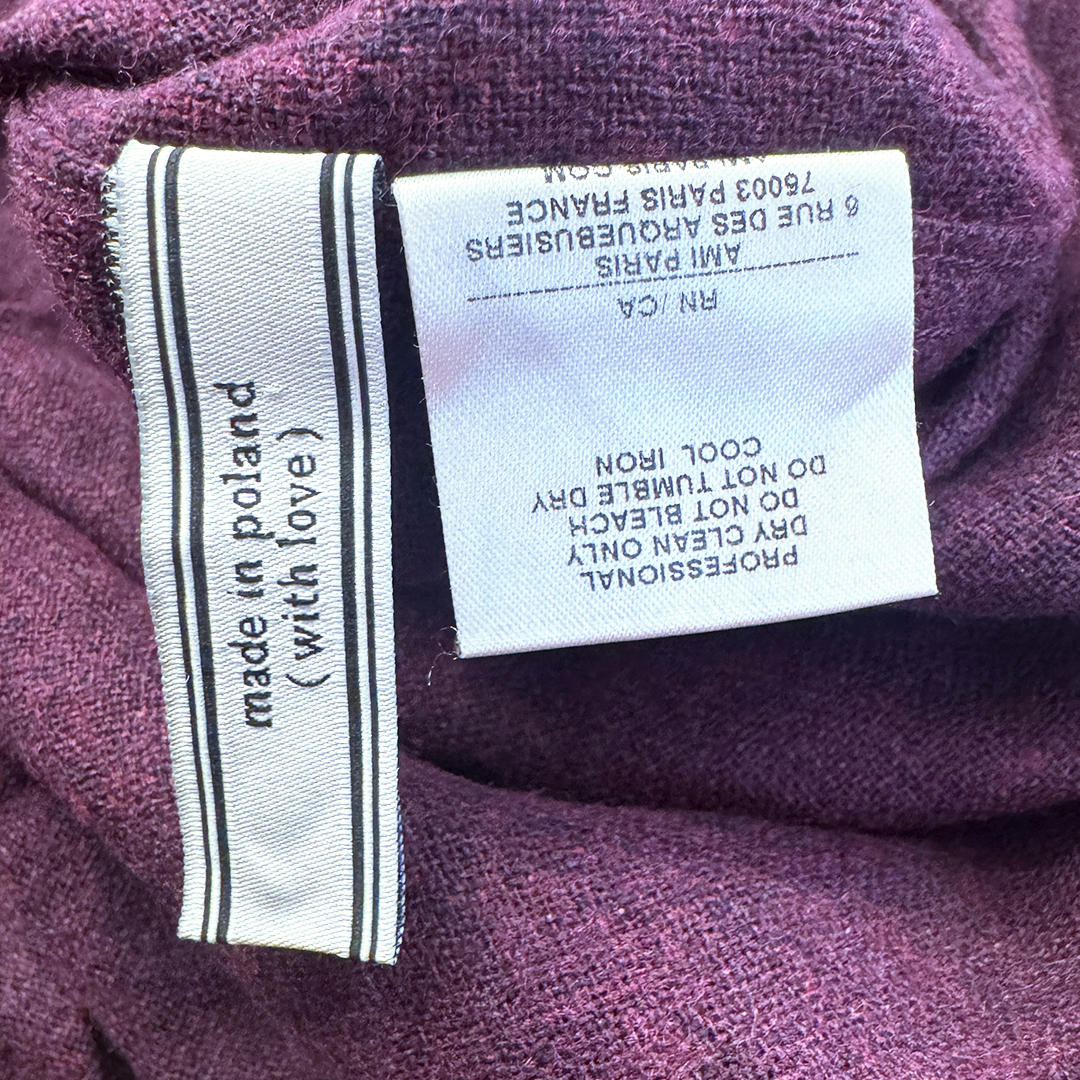 made in poland
(with love)
PROFESSIONAL
DRY CLEAN ONLY
DO NOT BLEACH
DO NOT TUMBLE DRY
COOL IRON
RN / CA
AMI PARIS
6 RUE DES ARQUEBUSIERS
75003 PARIS FRANCE